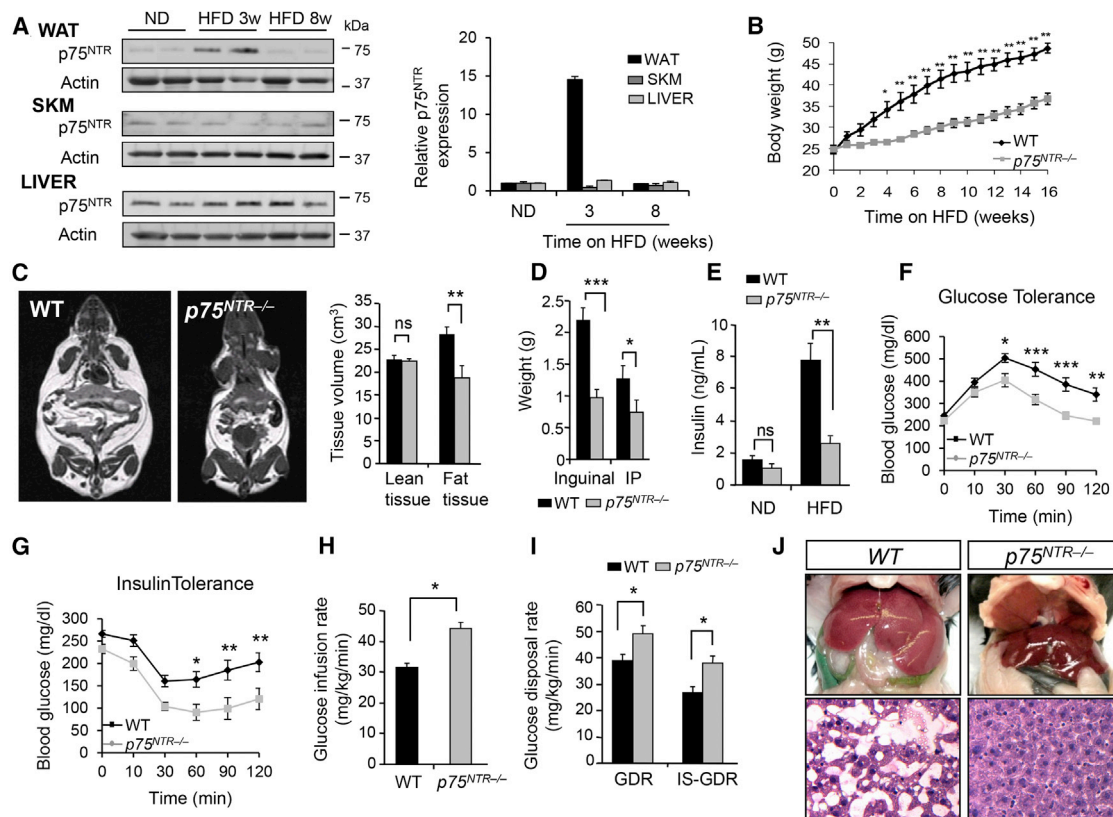 A
ND HFD 3w HFD 8w kDa
WAT
p75NTR – 75
Actin – 37
SKM
p75NTR – 75
Actin – 37
LIVER
p75NTR – 75
Actin – 37
Relative p75NTR expression
20
15
10
5
0
WAT
SKM
LIVER
ND 3 8
Time on HFD (weeks)
B
Body weight (g)
50
45
40
35
30
25
20
* ** ** ** ** ** ** ** ** ** ** ** **
WT
p75NTR–/–
0 2 4 6 8 10 12 14 16
Time on HFD (weeks)
C
WT
p75NTR–/–
Tissue volume (cm3)
35
30
25
20
15
10
5
0
ns
**
Lean tissue
Fat tissue
D
Weight (g)
2.5
2
1.5
1
0.5
0
***
*
Inguinal IP
WT p75NTR–/–
E
WT
p75NTR–/–
Insulin (ng/mL)
10
9
8
7
6
5
4
3
2
1
0
ns
**
ND HFD
F
Glucose Tolerance
Blood glucose (mg/dl)
600
500
400
300
200
100
0
* *** *** **
WT
p75NTR–/–
0 10 30 60 90 120
Time (min)
G
InsulinTolerance
Blood glucose (mg/dl)
300
250
200
150
100
50
0
* ** **
WT
p75NTR–/–
0 10 30 60 90 120
Time (min)
H
Glucose infusion rate
(mg/kg/min)
60
50
40
30
20
10
0
*
WT p75NTR–/–
I
WT p75NTR–/–
Glucose disposal rate
(mg/kg/min)
60
50
40
30
20
10
0
*
*
GDR IS-GDR
J
WT p75NTR–/–